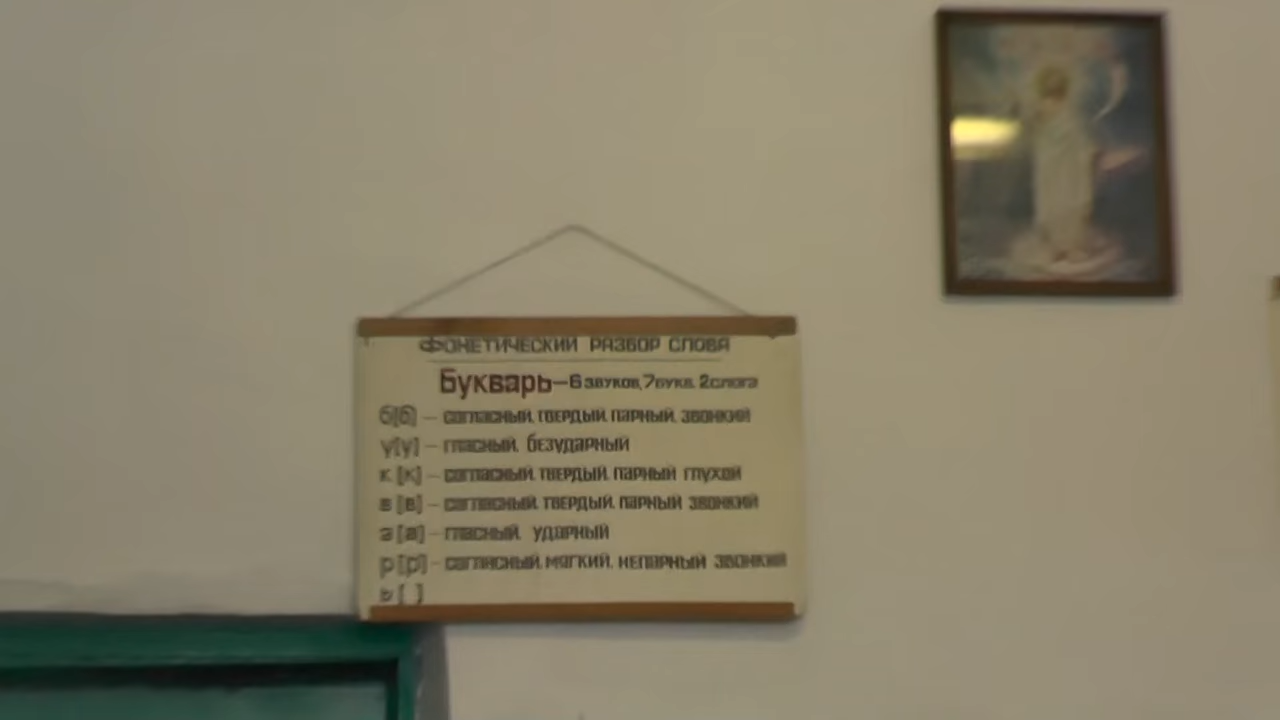 ФОНЕТИЧЕСКИЙ РАЗБОР СЛОВА
Букварь – 6 звуков, 7 букв, 2 слога
б[б] – согласный, твердый, парный, звонкий
у[у] – гласный, безударный
к[к] – согласный, твердый, парный глухой
в[в] – согласный, твердый, парный звонкий
а[а] – гласный, ударный
р[р] – согласный, мягкий, непарный звонкий
ь[ ]